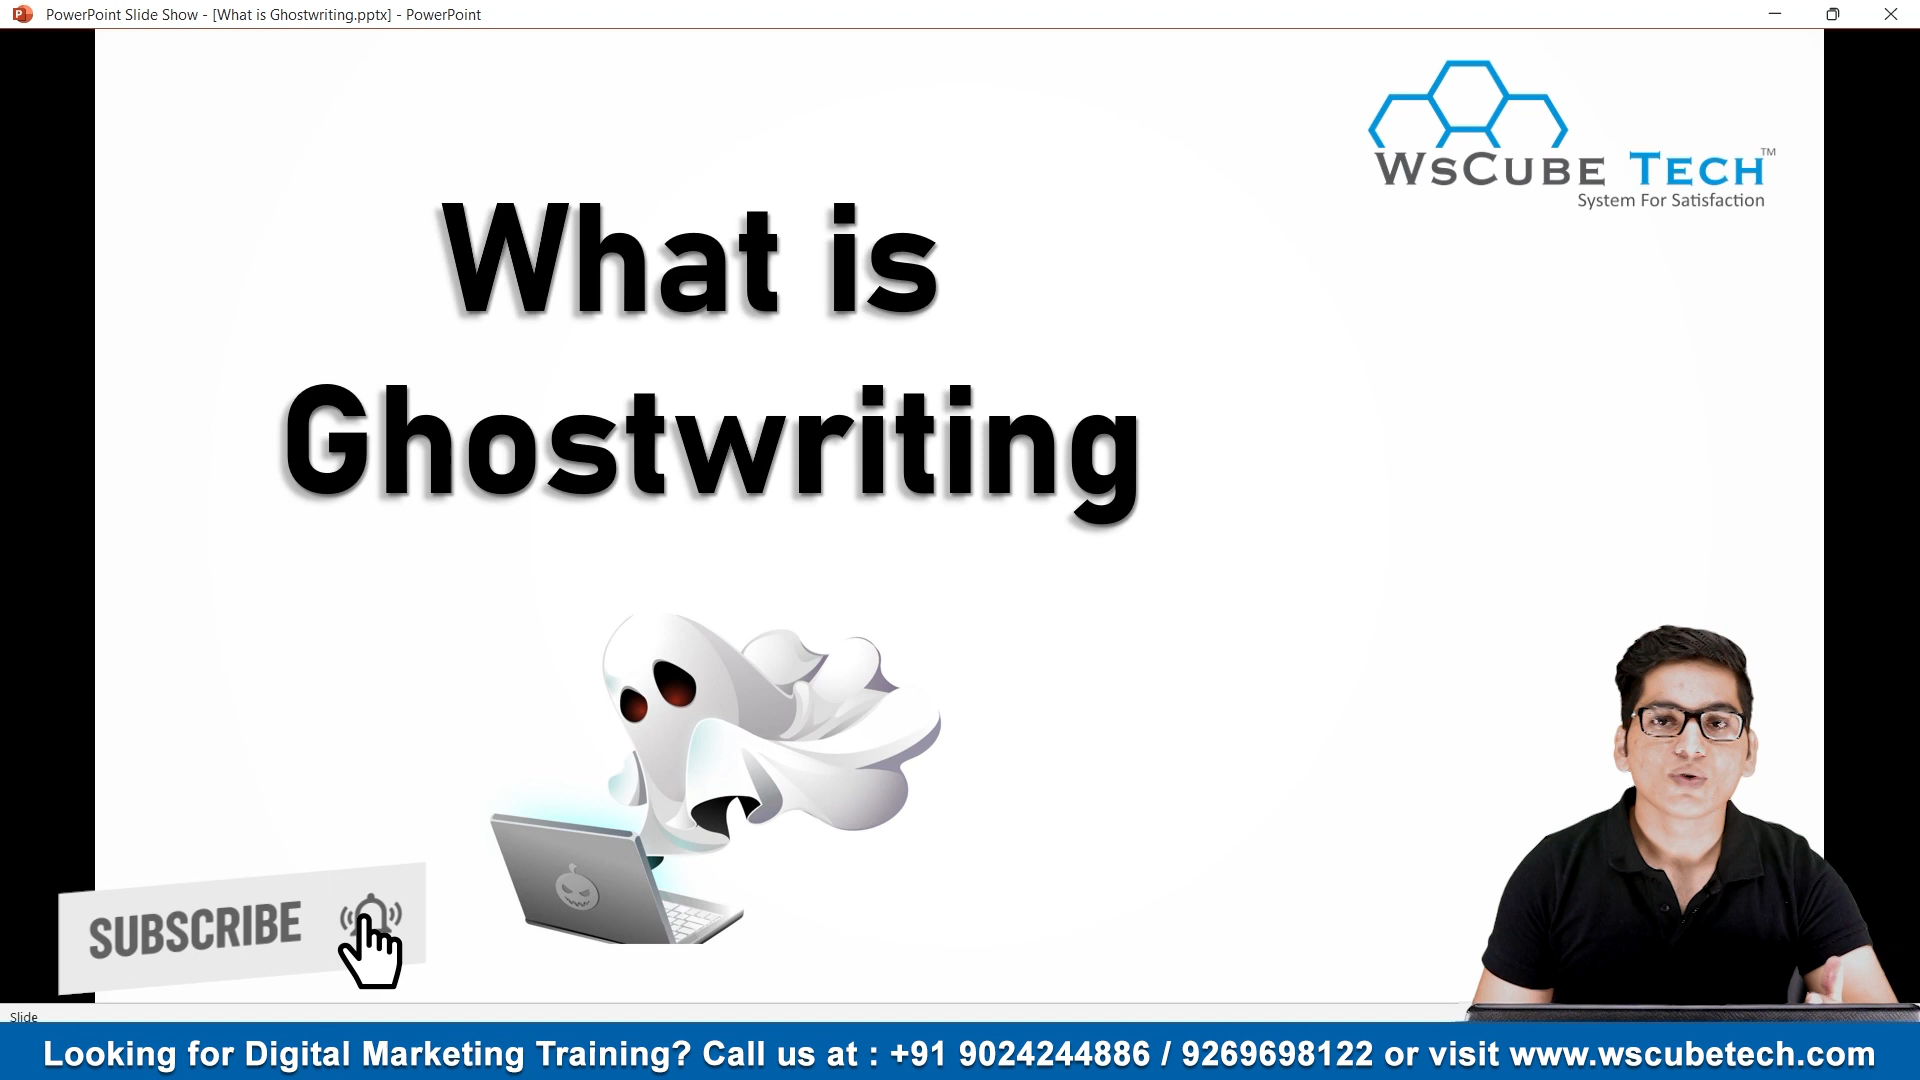 PowerPoint Slide Show - [What is Ghostwriting.pptx] - PowerPoint
WsCube Tech™
System For Satisfaction
What is
Ghostwriting
SUBSCRIBE
Slide
Looking for Digital Marketing Training? Call us at : +91 9024244886 / 9269698122 or visit www.wscubetech.com